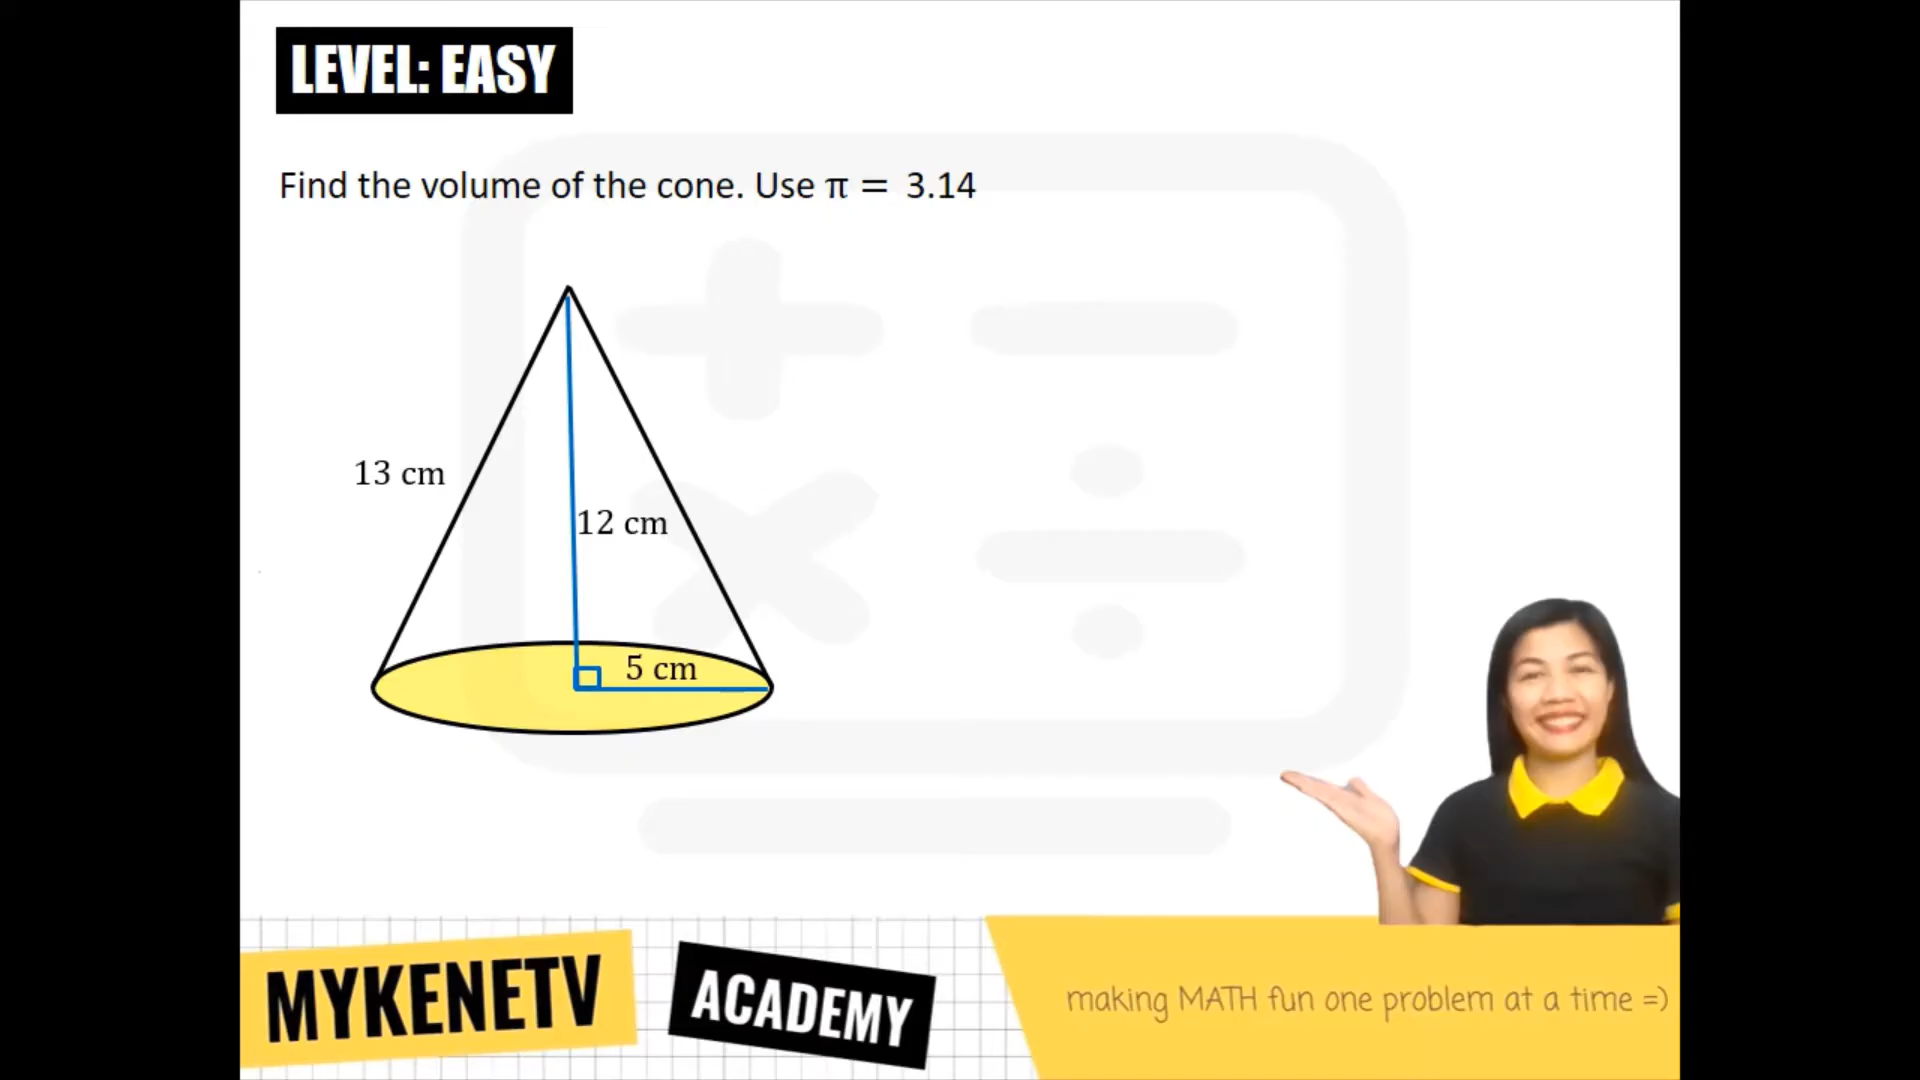 LEVEL: EASY
Find the volume of the cone. Use π = 3.14
13 cm
12 cm
5 cm
MYKENETV
ACADEMY
making MATH fun one problem at a time =)